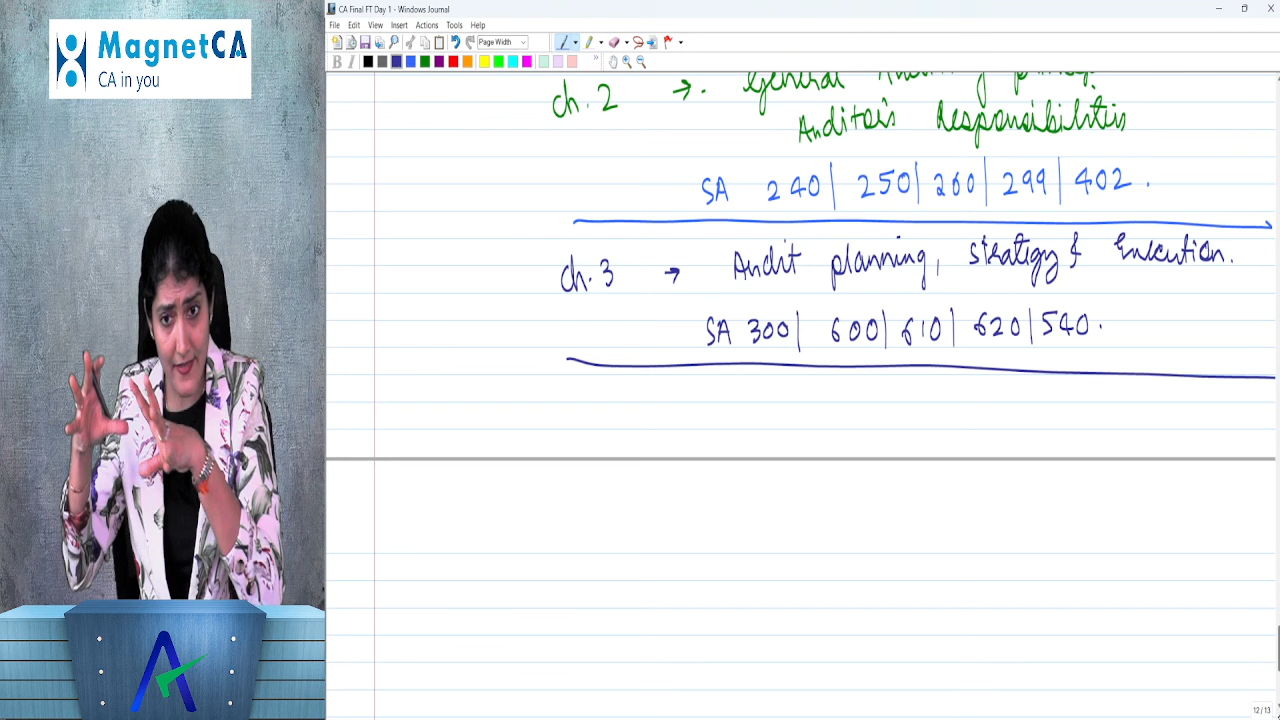 MagnetCA
CA in you
CA Final FT Day 1 - Windows Journal
File Edit View Insert Actions Tools Help
Page Width
B I
Ch. 2 → . General
Auditor's Responsibilities
SA 240 | 250 | 260 | 299 | 402 .
Ch. 3 → Audit planning, Strategy & Execution.
SA 300 | 600 | 610 | 620 | 540 .
12 / 13